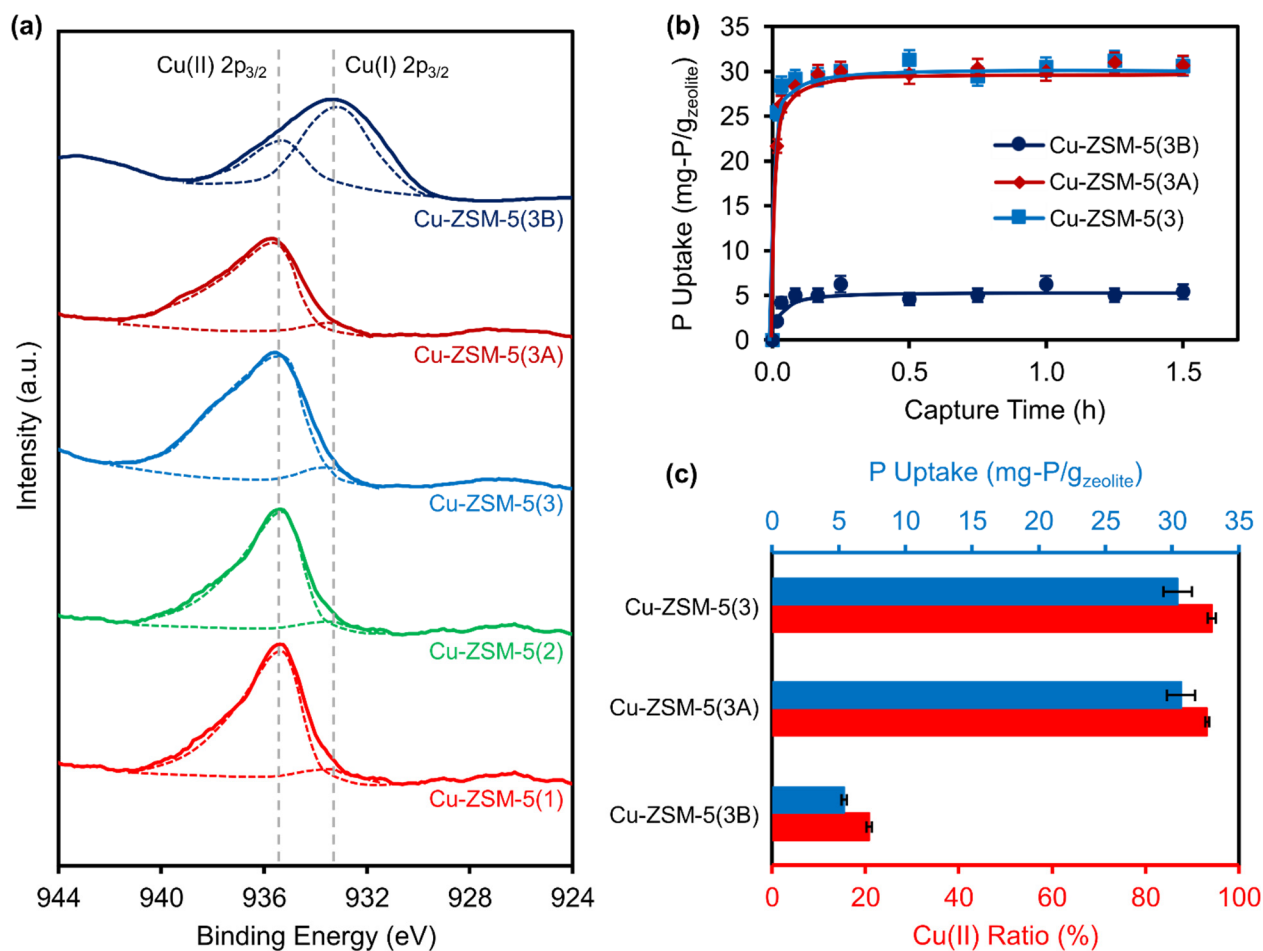 (a)
Cu(II) 2p3/2
Cu(I) 2p3/2
Cu-ZSM-5(3B)
Cu-ZSM-5(3A)
Cu-ZSM-5(3)
Cu-ZSM-5(2)
Cu-ZSM-5(1)
Intensity (a.u.)
944 940 936 932 928 924
Binding Energy (eV)
(b)
P Uptake (mg-P/gzeolite)
35
30
25
20
15
10
5
0
Cu-ZSM-5(3B)
Cu-ZSM-5(3A)
Cu-ZSM-5(3)
0.0 0.5 1.0 1.5
Capture Time (h)
(c)
P Uptake (mg-P/gzeolite)
0 5 10 15 20 25 30 35
Cu-ZSM-5(3)
Cu-ZSM-5(3A)
Cu-ZSM-5(3B)
0 20 40 60 80 100
Cu(II) Ratio (%)